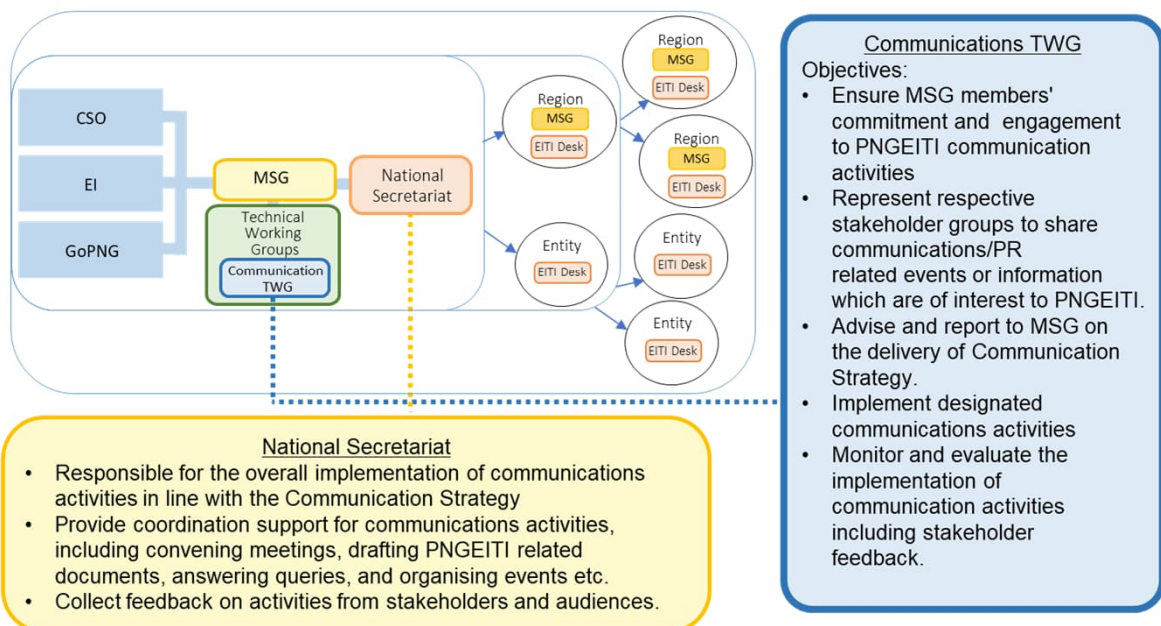 CSO
EI
GoPNG
MSG
Technical
Working
Groups
Communication
TWG
National
Secretariat
Region
MSG
EITI Desk
Entity
EITI Desk
Region
MSG
EITI Desk
Region
MSG
EITI Desk
Entity
EITI Desk
Entity
EITI Desk
Communications TWG
Objectives:
• Ensure MSG members'
commitment and engagement
to PNGEITI communication
activities
• Represent respective
stakeholder groups to share
communications/PR
related events or information
which are of interest to PNGEITI.
• Advise and report to MSG on
the delivery of Communication
Strategy.
• Implement designated
communications activities
• Monitor and evaluate the
implementation of
communication activities
including stakeholder
feedback.
National Secretariat
• Responsible for the overall implementation of communications
activities in line with the Communication Strategy
• Provide coordination support for communications activities,
including convening meetings, drafting PNGEITI related
documents, answering queries, and organising events etc.
• Collect feedback on activities from stakeholders and audiences.